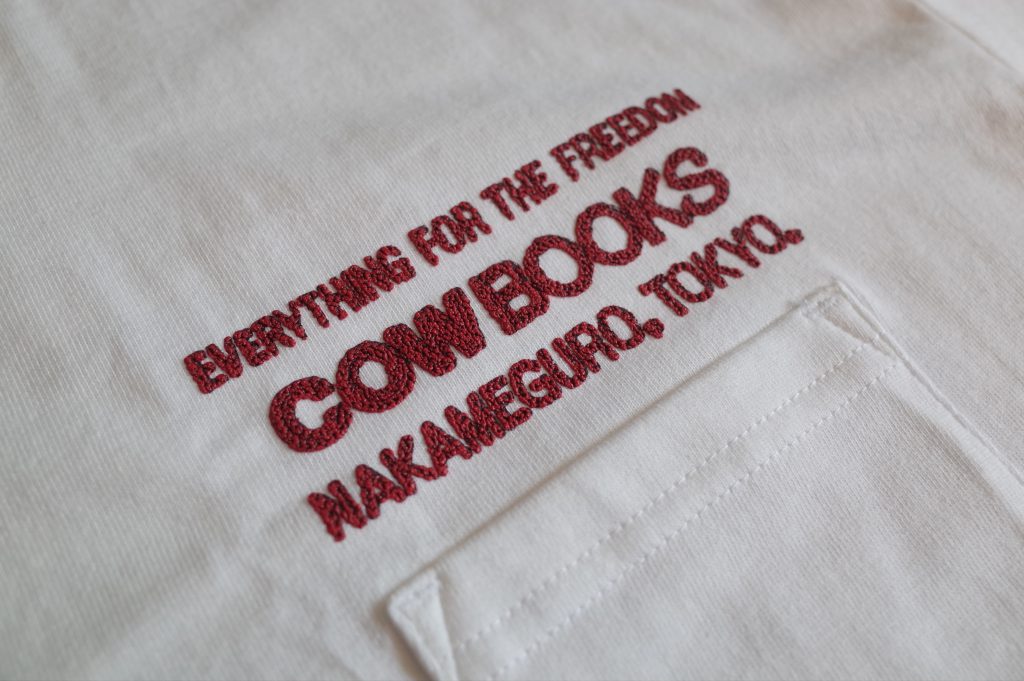 EVERYTHING FOR THE FREEDOM
COW BOOKS
NAKAMEGURO, TOKYO.